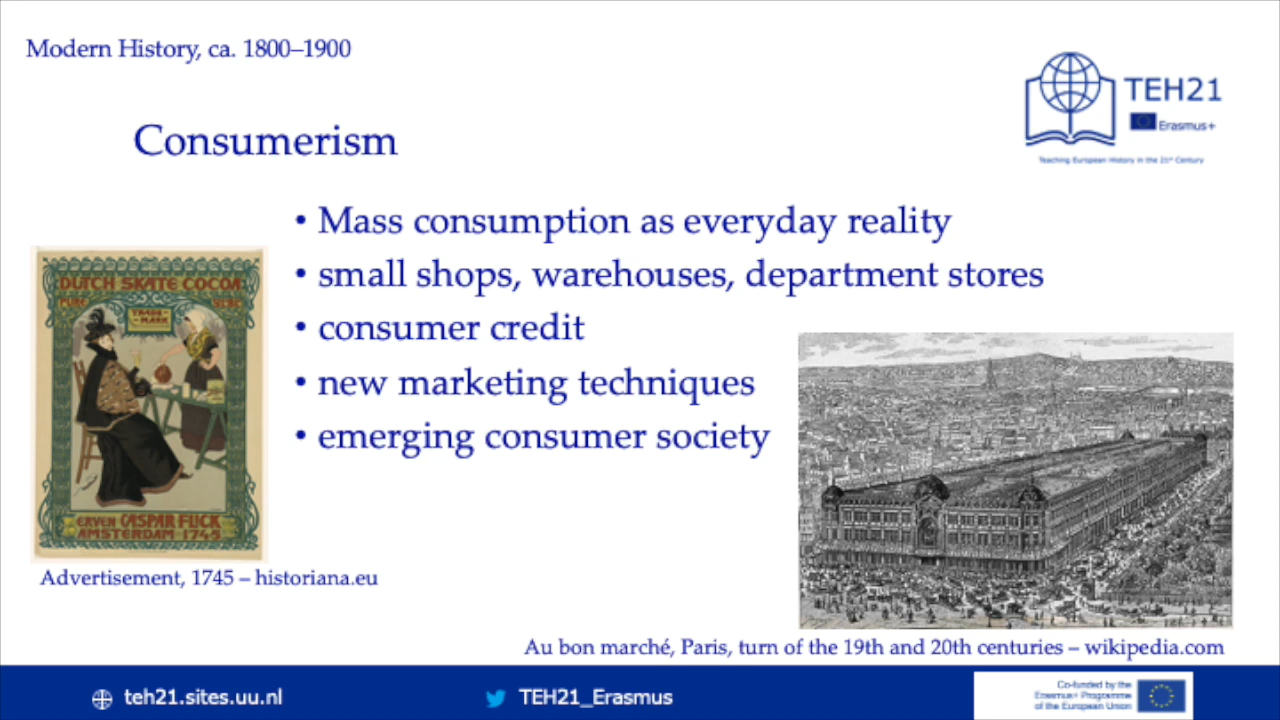 Modern History, ca. 1800–1900
TEH21
Erasmus+
Teaching European History in the 21st Century
Consumerism
• Mass consumption as everyday reality
• small shops, warehouses, department stores
• consumer credit
• new marketing techniques
• emerging consumer society
DUTCH SKATE COCOA
PURE
TRADE-
MARK
ERVEN CASPAR FLICK
AMSTERDAM 1745
Advertisement, 1745 – historiana.eu
Au bon marché, Paris, turn of the 19th and 20th centuries – wikipedia.com
teh21.sites.uu.nl
TEH21_Erasmus
Co-funded by the
Erasmus+ Programme
of the European Union